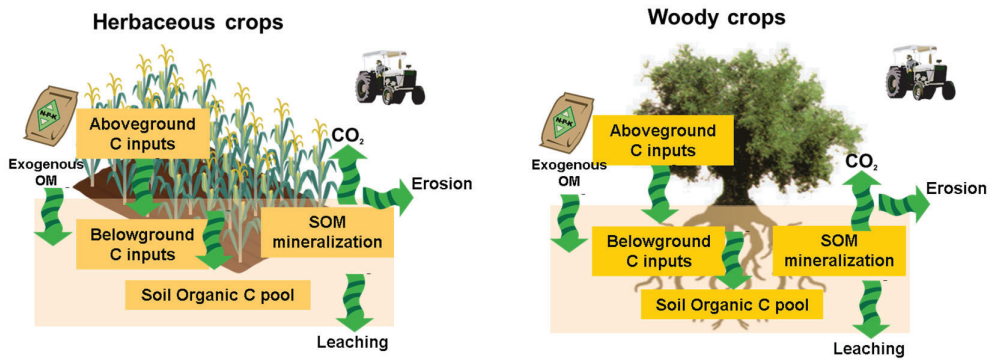 Herbaceous crops
N-P-K
Aboveground
C inputs
Exogenous
OM
CO₂
Erosion
Belowground
C inputs
SOM
mineralization
Soil Organic C pool
Leaching
Woody crops
N-P-K
Aboveground
C inputs
Exogenous
OM
CO₂
Erosion
Belowground
C inputs
SOM
mineralization
Soil Organic C pool
Leaching